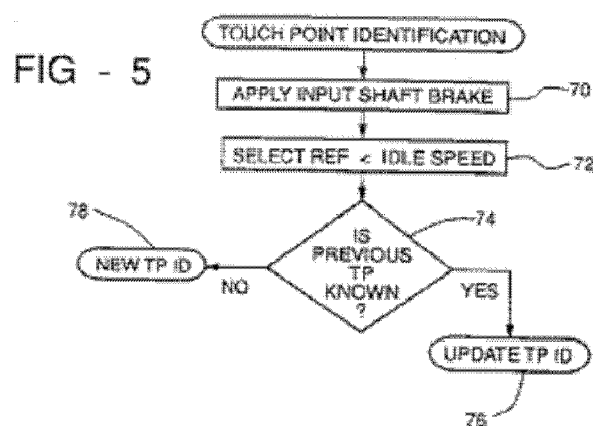 FIG - 5
TOUCH POINT IDENTIFICATION
APPLY INPUT SHAFT BRAKE
70
SELECT REF < IDLE SPEED
72
74
IS
PREVIOUS
TP
KNOWN
?
78
NEW TP ID
NO
YES
UPDATE TP ID
76